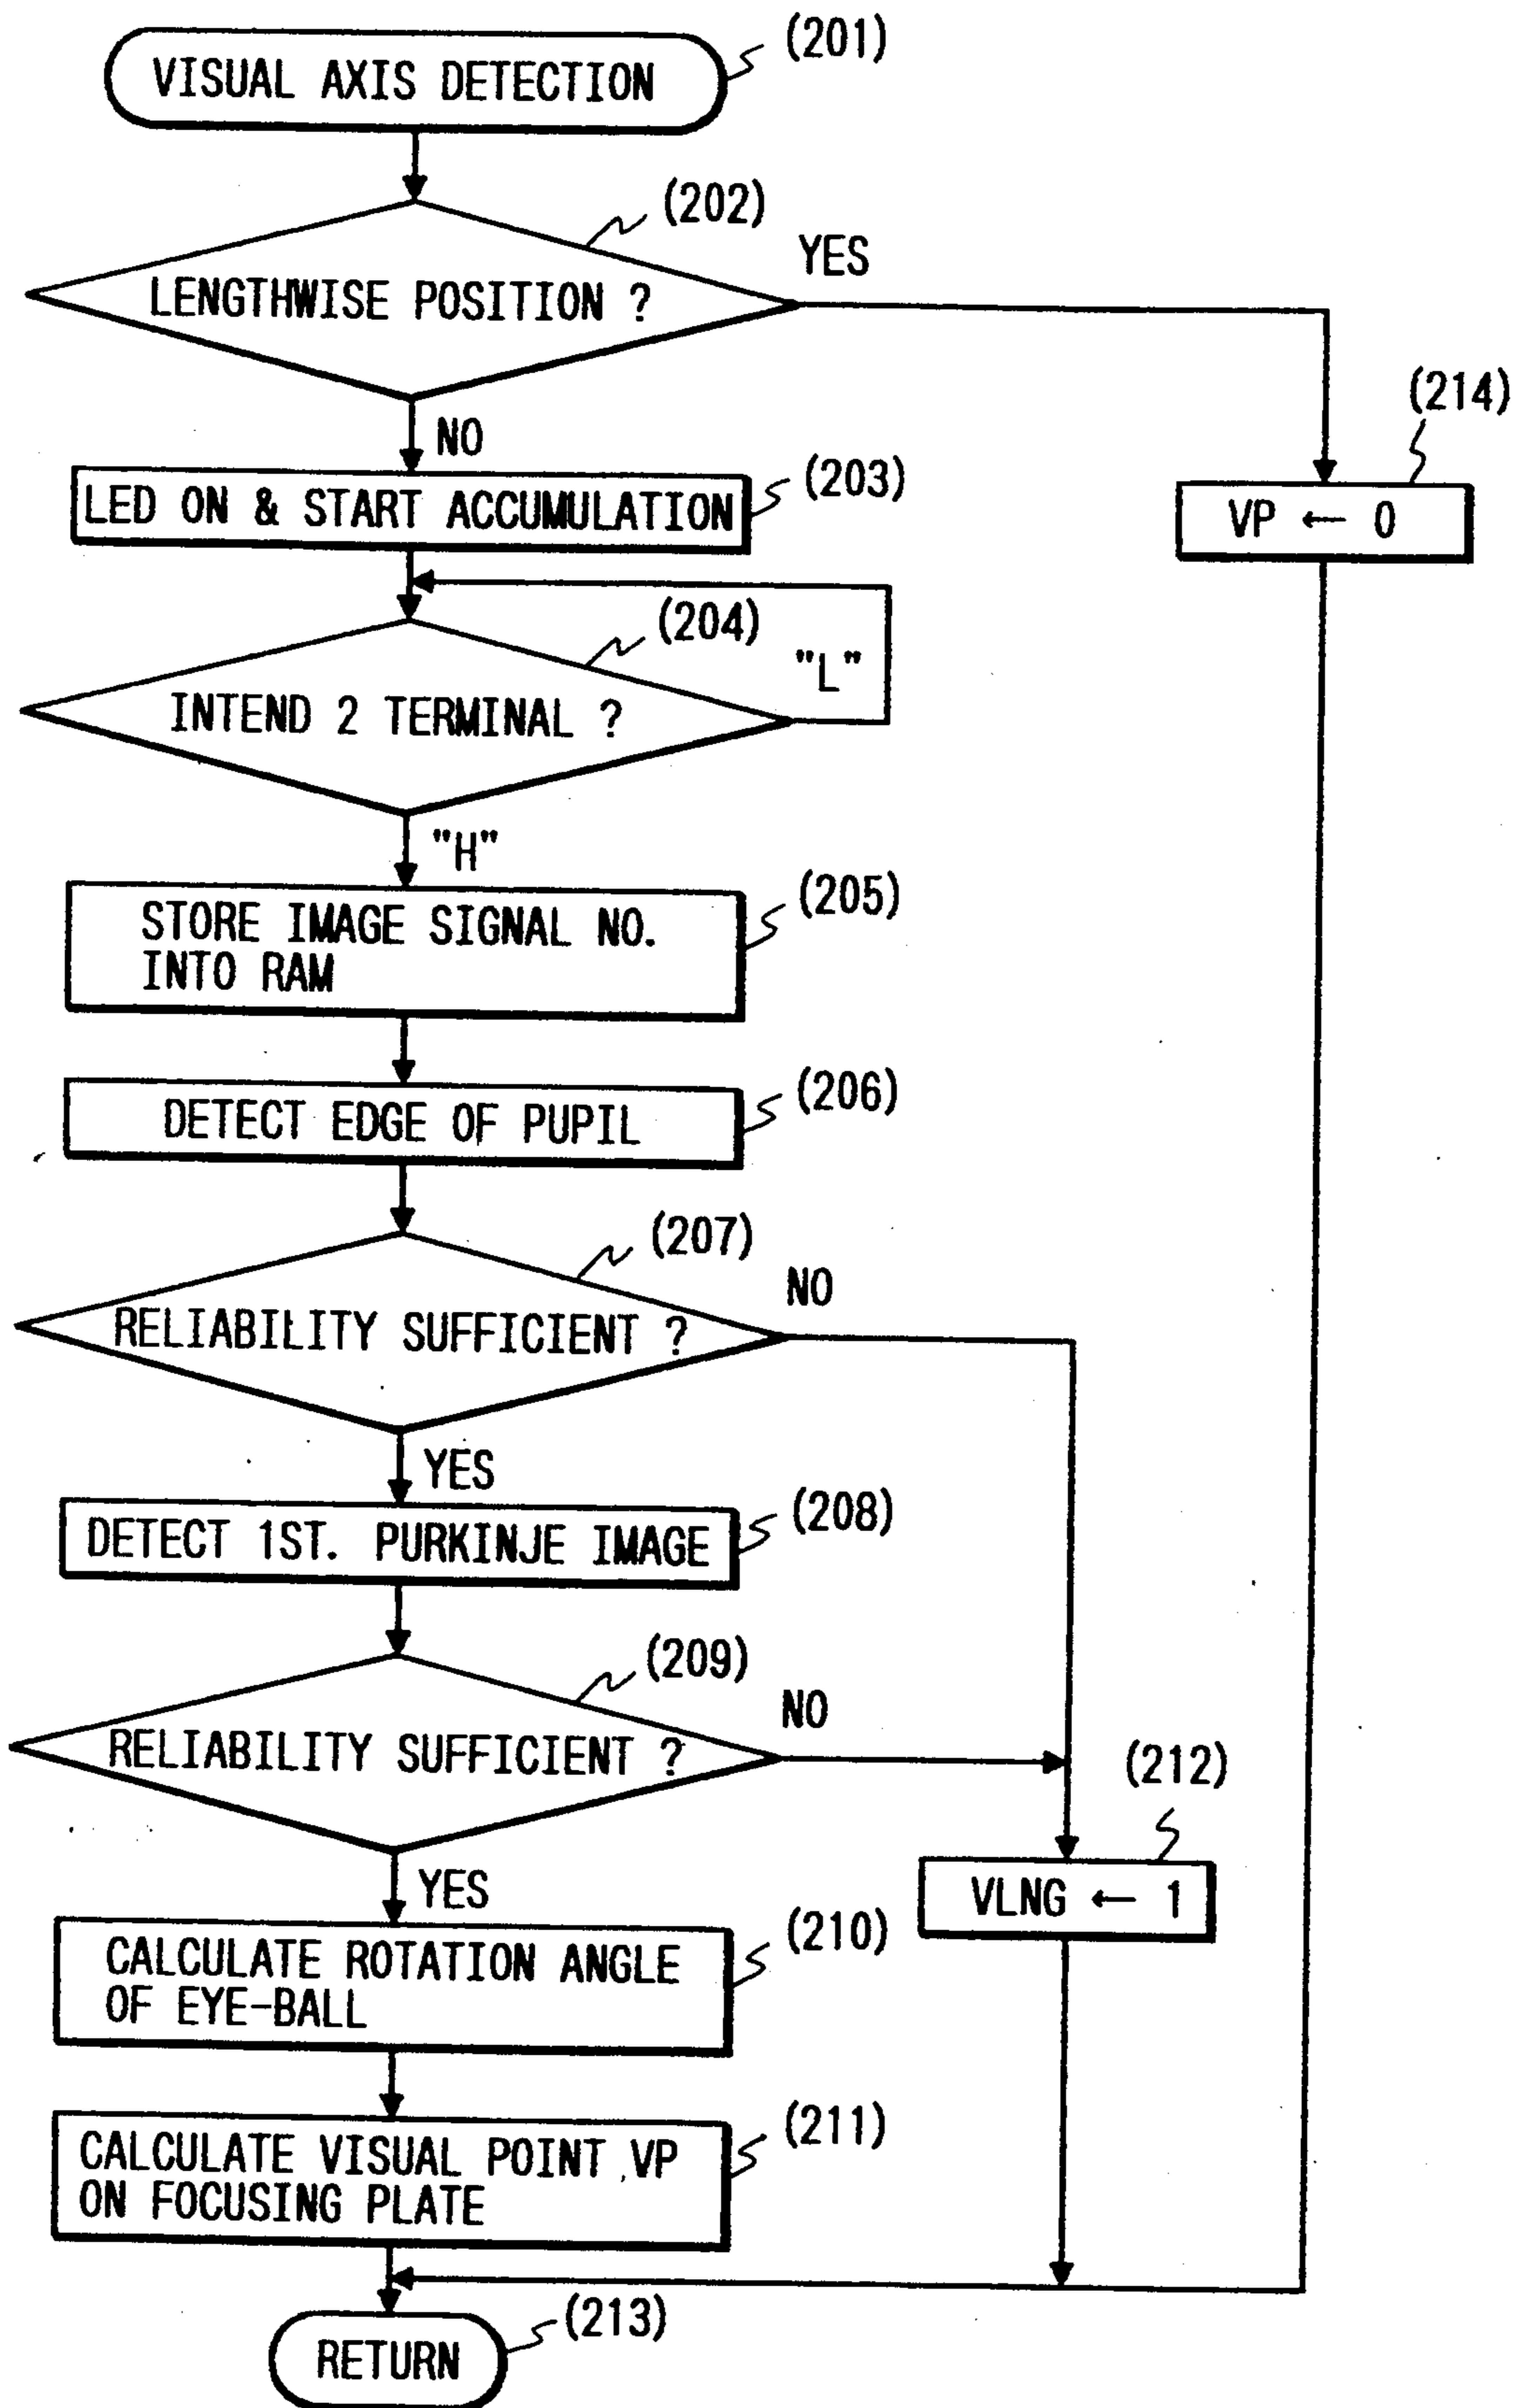 (201)
VISUAL AXIS DETECTION
(202)
YES
LENGTHWISE POSITION ?
(214)
NO
(203)
LED ON & START ACCUMULATION
VP ← 0
(204)
"L"
INTEND 2 TERMINAL ?
"H"
(205)
STORE IMAGE SIGNAL NO.
INTO RAM
(206)
DETECT EDGE OF PUPIL
(207)
NO
RELIABILITY SUFFICIENT ?
YES
(208)
DETECT 1ST. PURKINJE IMAGE
(209)
NO
RELIABILITY SUFFICIENT ?
(212)
YES
VLNG ← 1
(210)
CALCULATE ROTATION ANGLE
OF EYE-BALL
(211)
CALCULATE VISUAL POINT VP
ON FOCUSING PLATE
(213)
RETURN